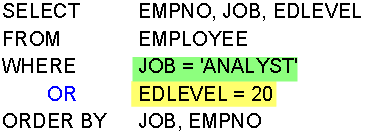 SELECT EMPNO, JOB, EDLEVEL
FROM EMPLOYEE
WHERE JOB = 'ANALYST'
OR EDLEVEL = 20
ORDER BY JOB, EMPNO